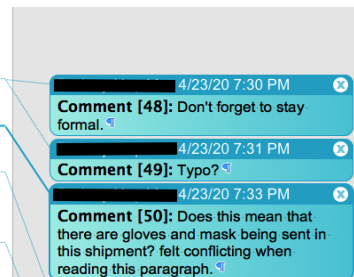 4/23/20 7:30 PM
Comment [48]: Don't forget to stay
formal.¶
4/23/20 7:31 PM
Comment [49]: Typo?¶
4/23/20 7:33 PM
Comment [50]: Does this mean that
there are gloves and mask being sent in
this shipment? felt conflicting when
reading this paragraph.¶